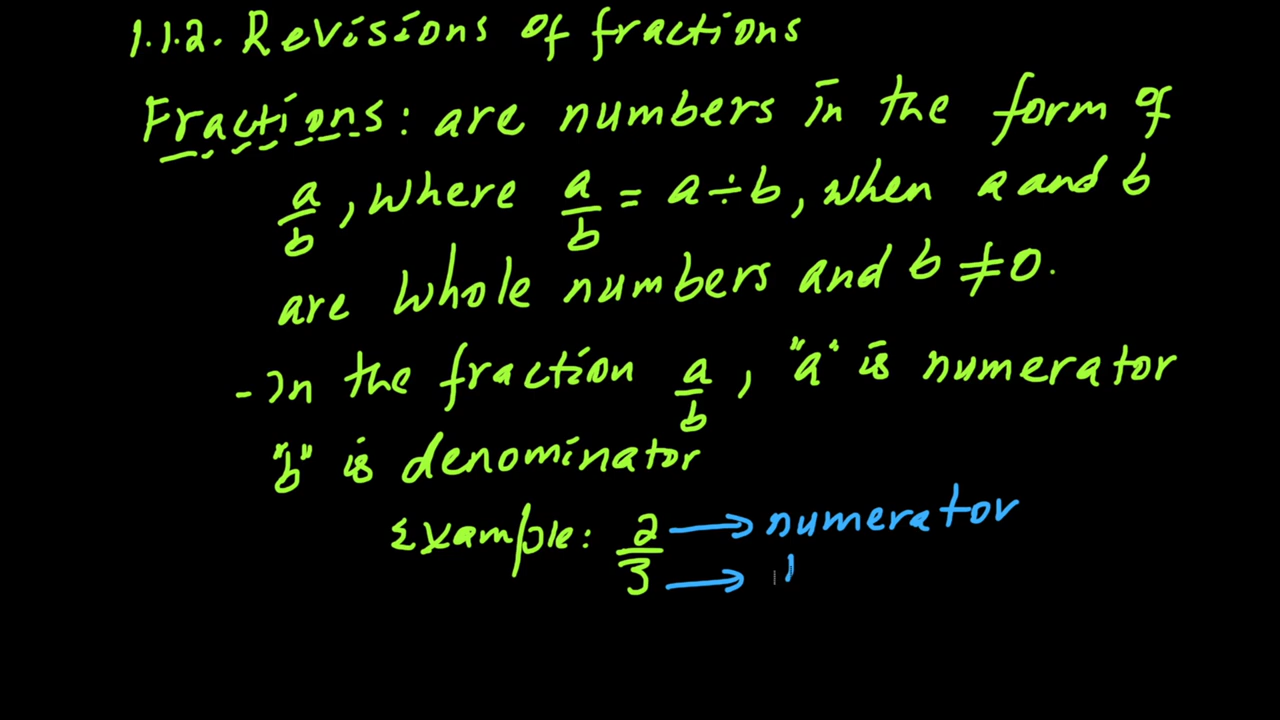 1.1.2. Revisions of fractions
Fractions: are numbers in the form of
a/b, where a/b = a÷b, when a and b
are whole numbers and b ≠ 0.
- In the fraction a/b, "a" is numerator
"b" is denominator
Example: 2/3 → numerator
→